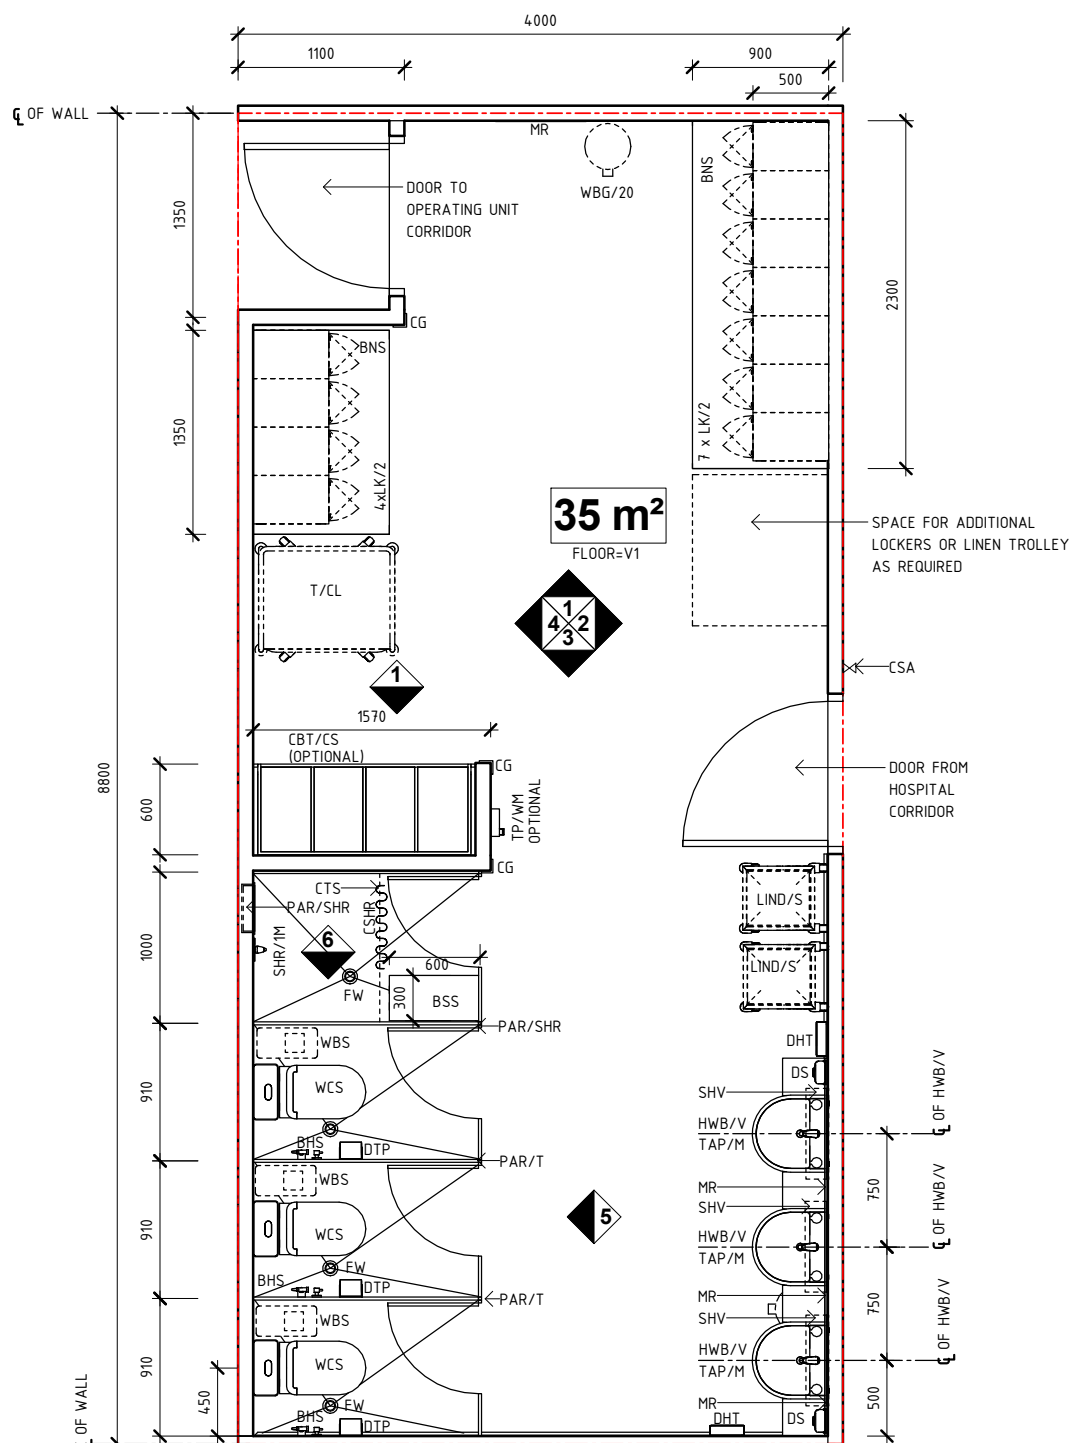 4000
1100
900
500
℄ OF WALL
MR
WBG/20
BNS
DOOR TO
OPERATING UNIT
CORRIDOR
1350
2300
CG
BNS
1350
4xLK/2
7 x LK/2
35 m²
FLOOR=V1
SPACE FOR ADDITIONAL
LOCKERS OR LINEN TROLLEY
AS REQUIRED
T/CL
1
4 2
3
1
CSA
1570
CBT/CS
(OPTIONAL)
CG
8800
600
TP/WM
OPTIONAL
DOOR FROM
HOSPITAL
CORRIDOR
CG
CTS
PAR/SHR
CSHR
LIND/S
1000
SHR/1M
6
600
LIND/S
FW
300
BSS
PAR/SHR
DHT
WBS
DS
910
WCS
SHV
HWB/V
TAP/M
℄ OF HWB/V
BHS
DTP
PAR/T
WBS
MR
SHV
750
910
WCS
5
HWB/V
TAP/M
℄ OF HWB/V
FW
BHS
DTP
PAR/T
MR
SHV
750
WBS
910
WCS
HWB/V
TAP/M
℄ OF HWB/V
450
FW
MR
500
BHS
DTP
DHT
DS
OF WALL